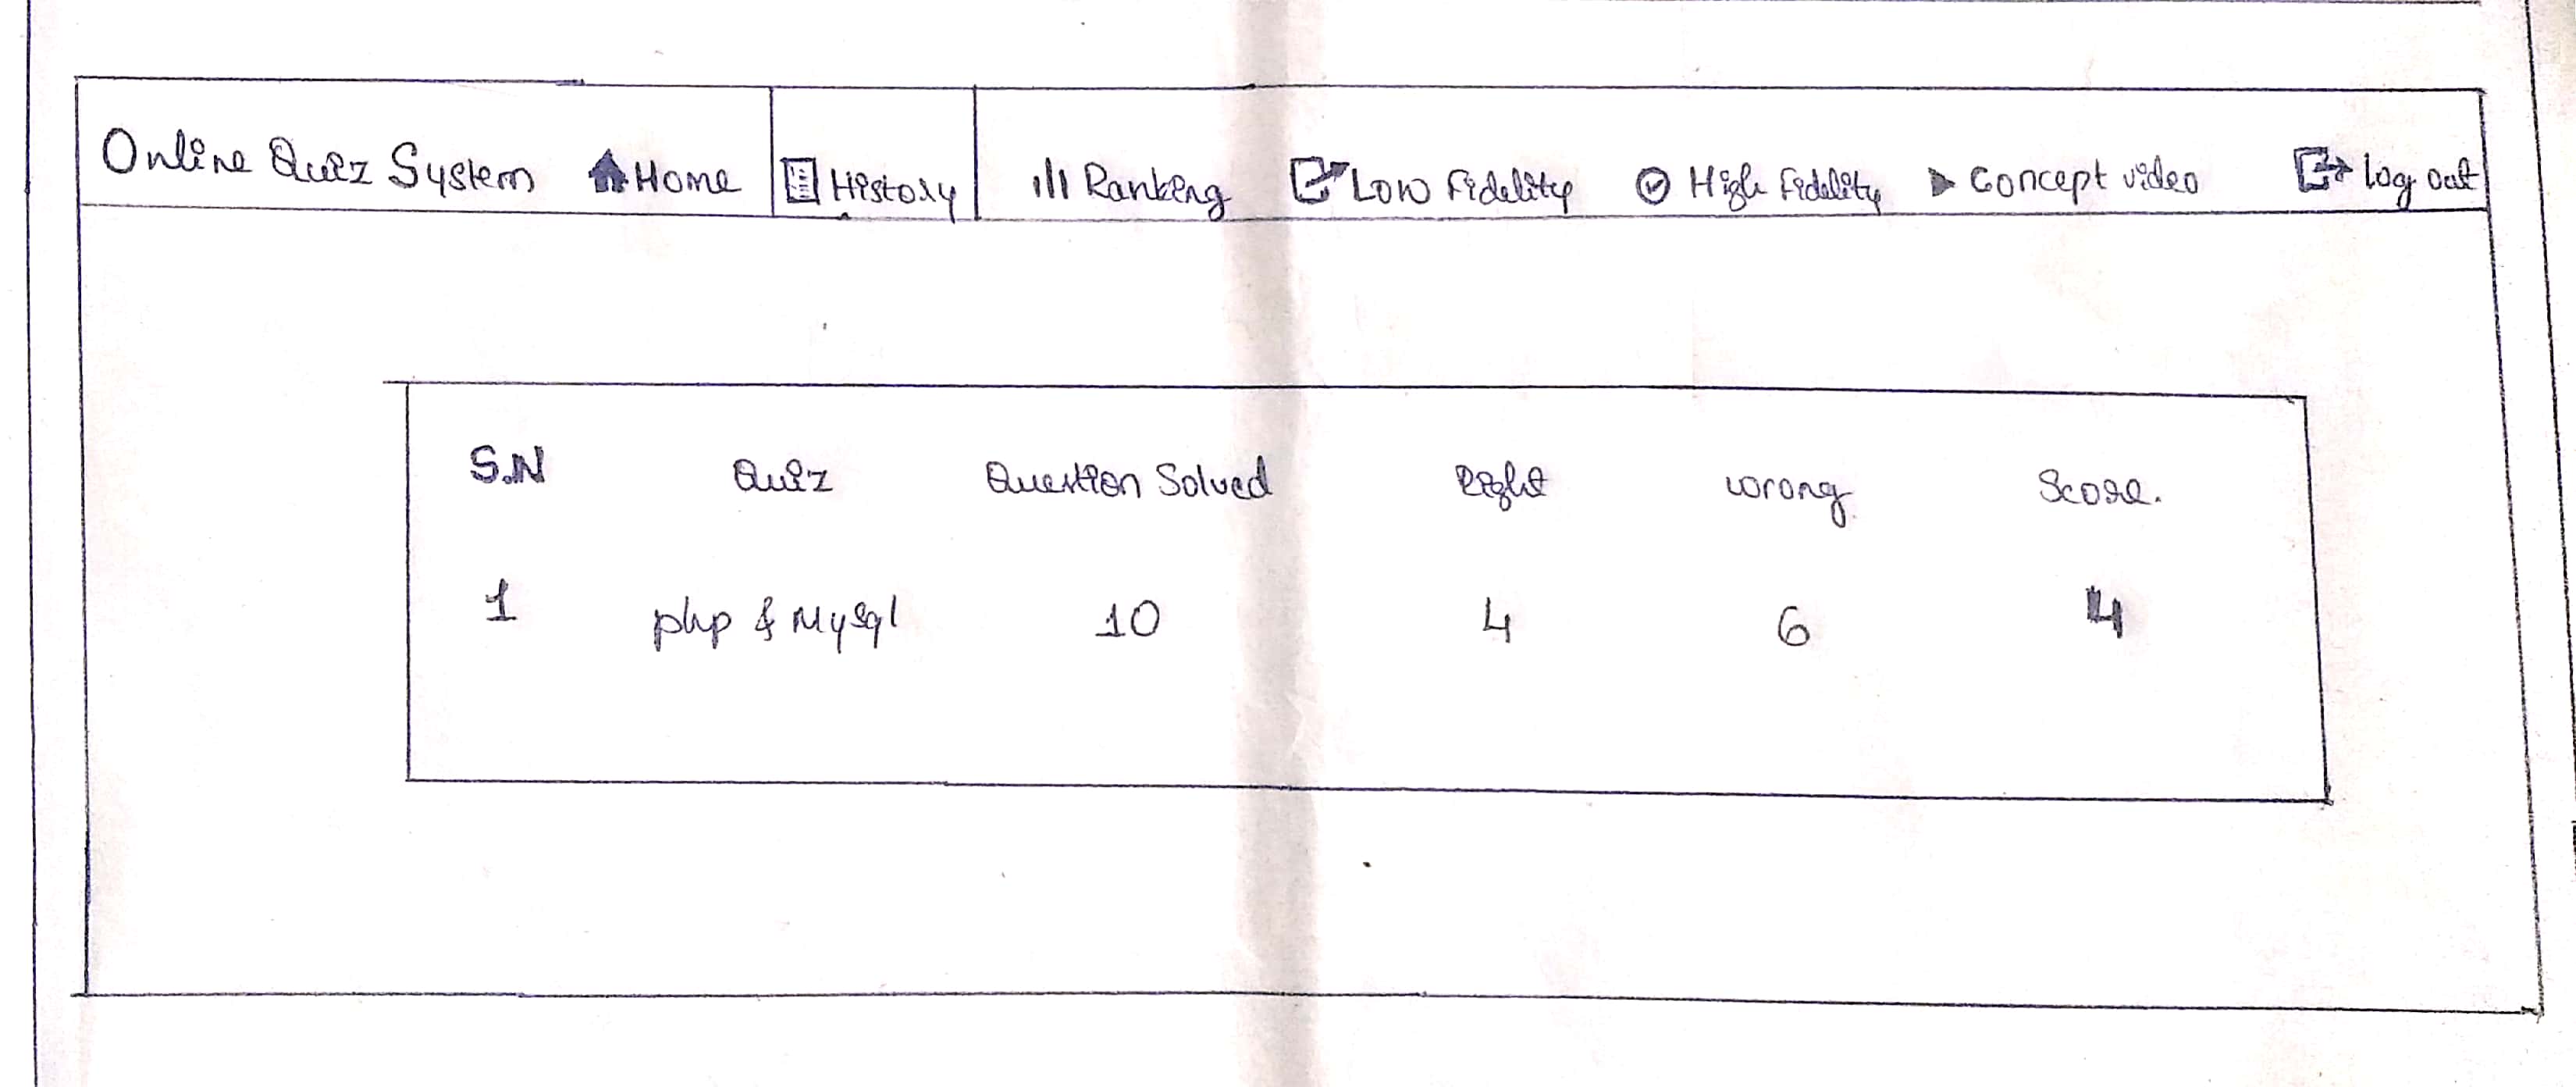 Online Quiz System Home History Ranking Low Fidelity High Fidelity Concept video Log out
S.N Quiz Question Solved Right wrong Score.
1 php & Mysql 10 4 6 4